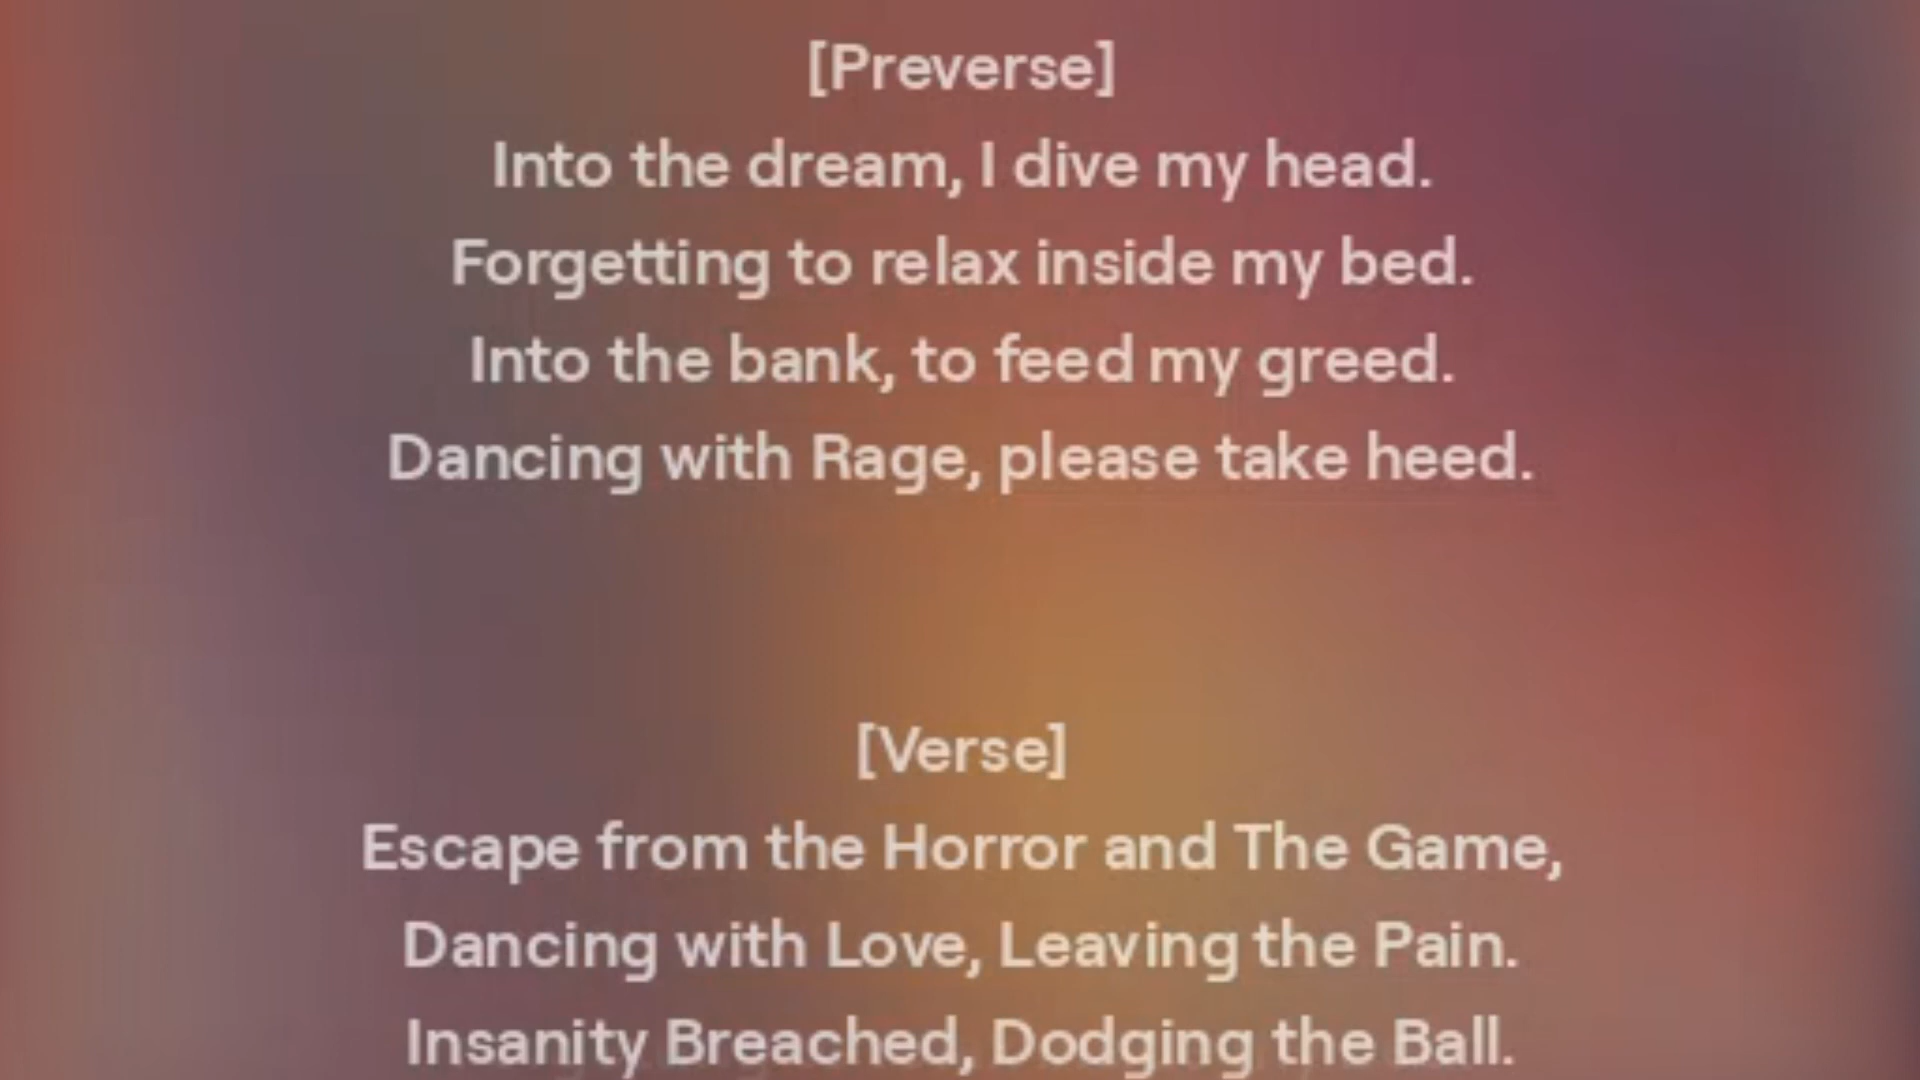 [Preverse]
Into the dream, I dive my head.
Forgetting to relax inside my bed.
Into the bank, to feed my greed.
Dancing with Rage, please take heed.
[Verse]
Escape from the Horror and The Game,
Dancing with Love, Leaving the Pain.
Insanity Breached, Dodging the Ball.